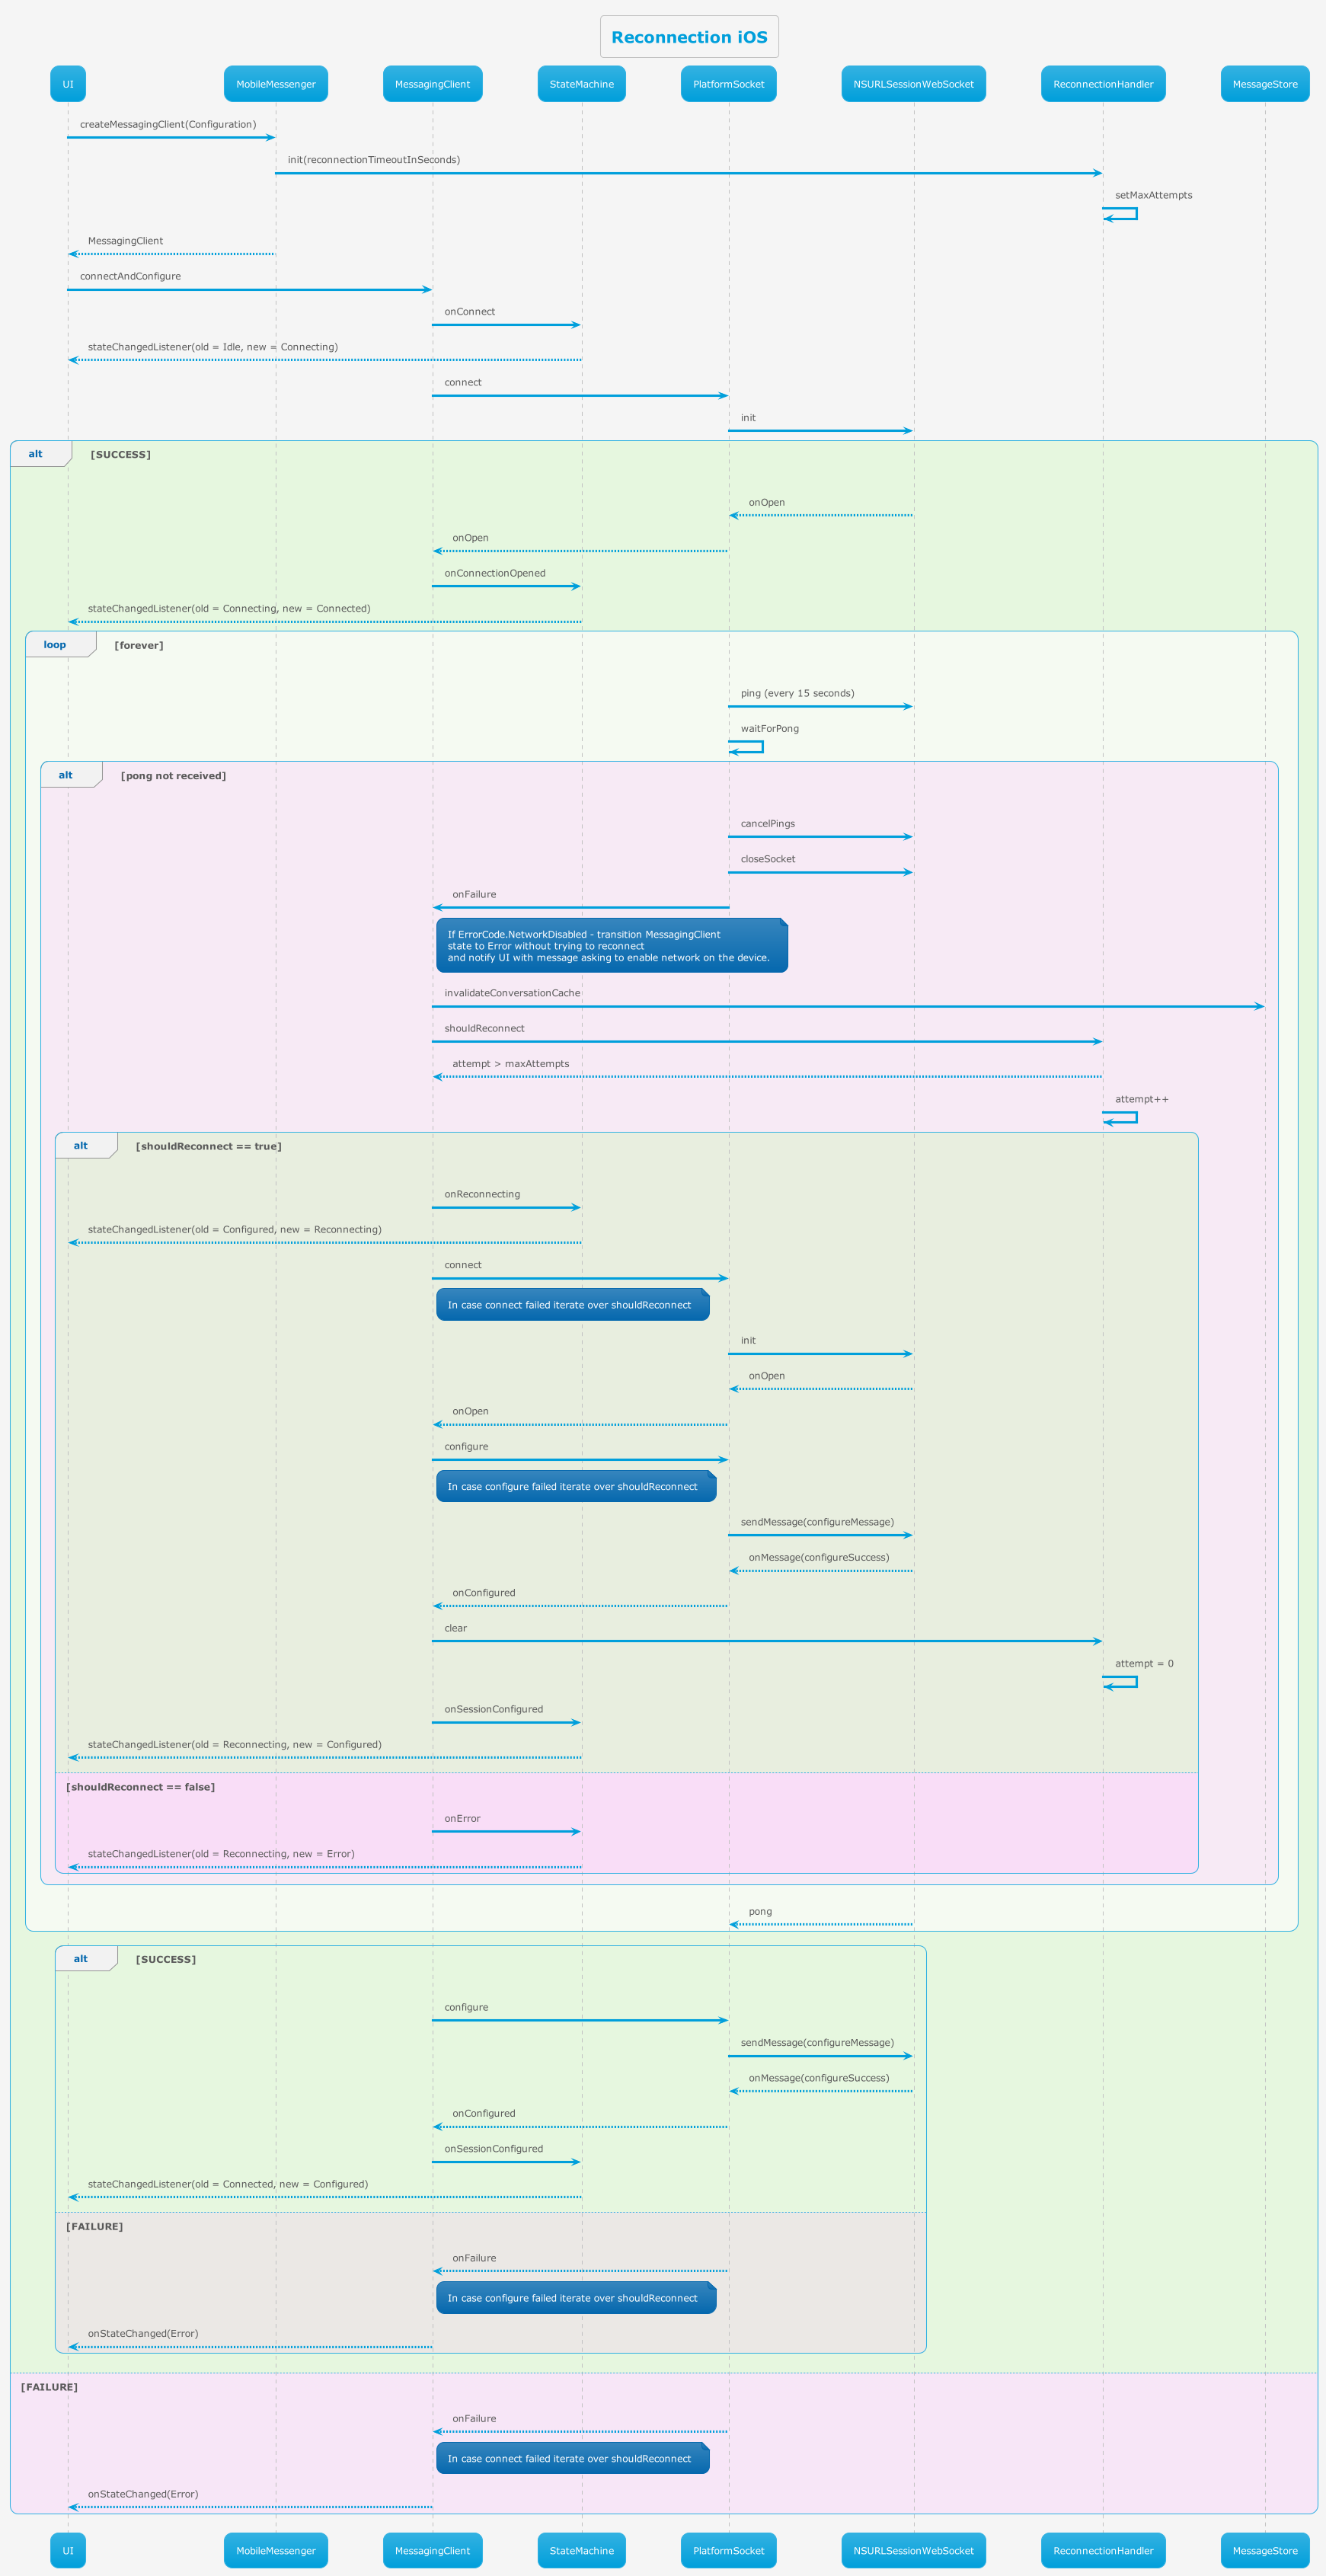 Reconnection iOS
UI
MobileMessenger
MessagingClient
StateMachine
PlatformSocket
NSURLSessionWebSocket
ReconnectionHandler
MessageStore
createMessagingClient(Configuration)
init(reconnectionTimeoutInSeconds)
setMaxAttempts
MessagingClient
connectAndConfigure
onConnect
stateChangedListener(old = Idle, new = Connecting)
connect
init
alt
[SUCCESS]
onOpen
onOpen
onConnectionOpened
stateChangedListener(old = Connecting, new = Connected)
loop
[forever]
ping (every 15 seconds)
waitForPong
alt
[pong not received]
cancelPings
closeSocket
onFailure
If ErrorCode.NetworkDisabled - transition MessagingClient
state to Error without trying to reconnect
and notify UI with message asking to enable network on the device.
invalidateConversationCache
shouldReconnect
attempt > maxAttempts
attempt++
alt
[shouldReconnect == true]
onReconnecting
stateChangedListener(old = Configured, new = Reconnecting)
connect
In case connect failed iterate over shouldReconnect
init
onOpen
onOpen
configure
In case configure failed iterate over shouldReconnect
sendMessage(configureMessage)
onMessage(configureSuccess)
onConfigured
clear
attempt = 0
onSessionConfigured
stateChangedListener(old = Reconnecting, new = Configured)
[shouldReconnect == false]
onError
stateChangedListener(old = Reconnecting, new = Error)
pong
alt
[SUCCESS]
configure
sendMessage(configureMessage)
onMessage(configureSuccess)
onConfigured
onSessionConfigured
stateChangedListener(old = Connected, new = Configured)
[FAILURE]
onFailure
In case configure failed iterate over shouldReconnect
onStateChanged(Error)
[FAILURE]
onFailure
In case connect failed iterate over shouldReconnect
onStateChanged(Error)
UI
MobileMessenger
MessagingClient
StateMachine
PlatformSocket
NSURLSessionWebSocket
ReconnectionHandler
MessageStore